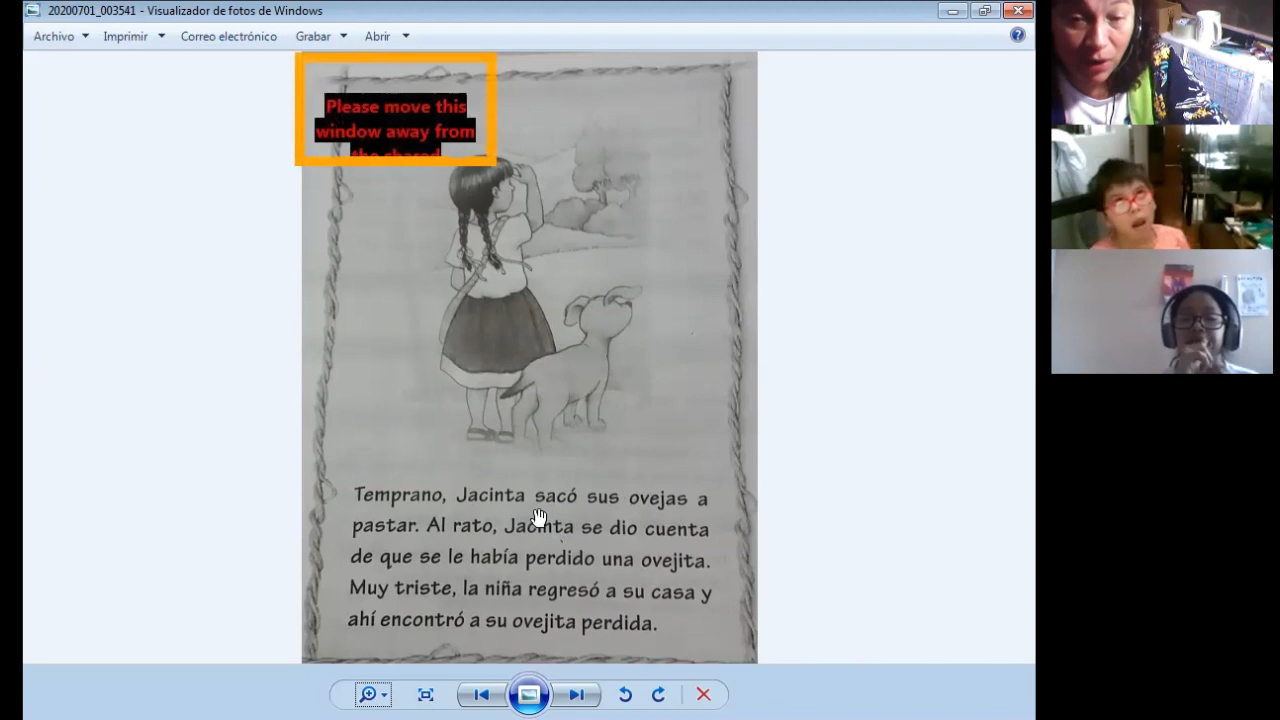 20200701_003541 - Visualizador de fotos de Windows
Archivo Imprimir Correo electrónico Grabar Abrir
Please move this
window away from
the shared
Temprano, Jacinta sacó sus ovejas a
pastar. Al rato, Jacinta se dio cuenta
de que se le había perdido una ovejita.
Muy triste, la niña regresó a su casa y
ahí encontró a su ovejita perdida.